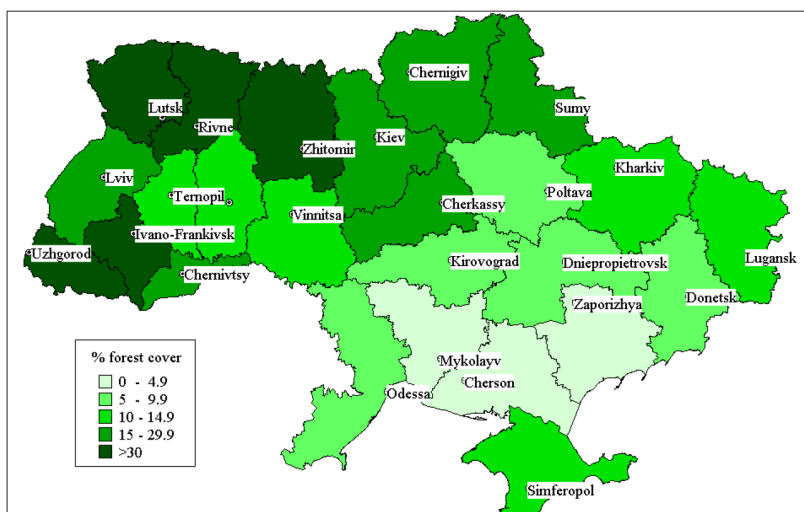 Chernigiv
Sumy
Lutsk
Rivne
Zhitomir
Kiev
Kharkiv
Lviv
Ternopil
Vinnitsa
Cherkassy
Poltava
Ivano-Frankivsk
Uzhgorod
Chernivtsy
Kirovograd
Dniepropietrovsk
Lugansk
Zaporizhya
Donetsk
Mykolayv
Cherson
Odessa
Simferopol
% forest cover
0 - 4.9
5 - 9.9
10 - 14.9
15 - 29.9
>30